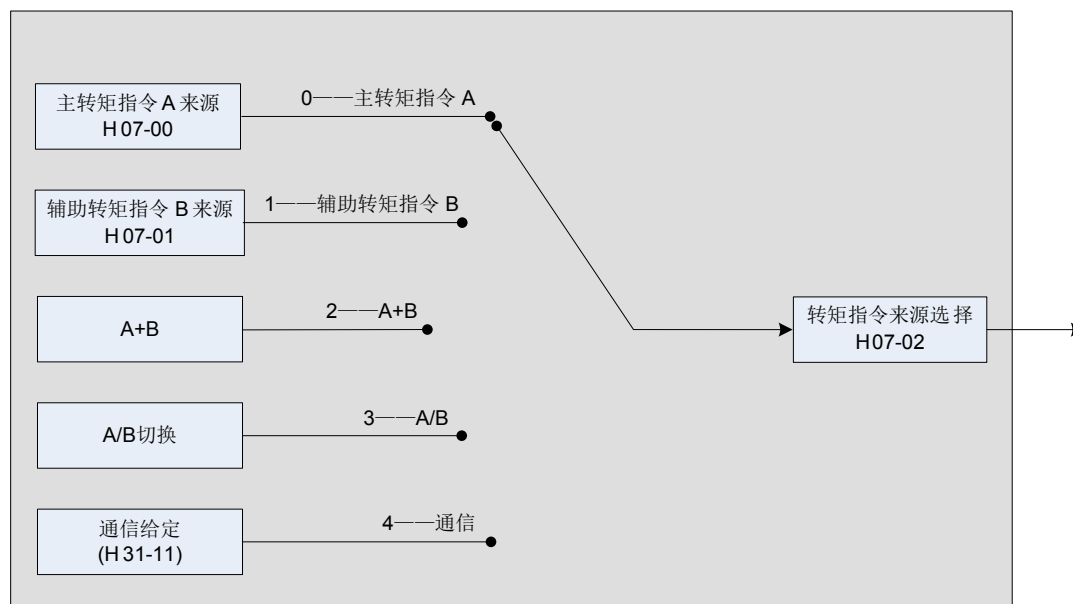 主转矩指令A来源
H07-00
0——主转矩指令 A
辅助转矩指令 B 来源
H07-01
1——辅助转矩指令 B
A+B
2——A+B
转矩指令来源选择
H07-02
A/B切换
3——A/B
通信给定
(H31-11)
4——通信